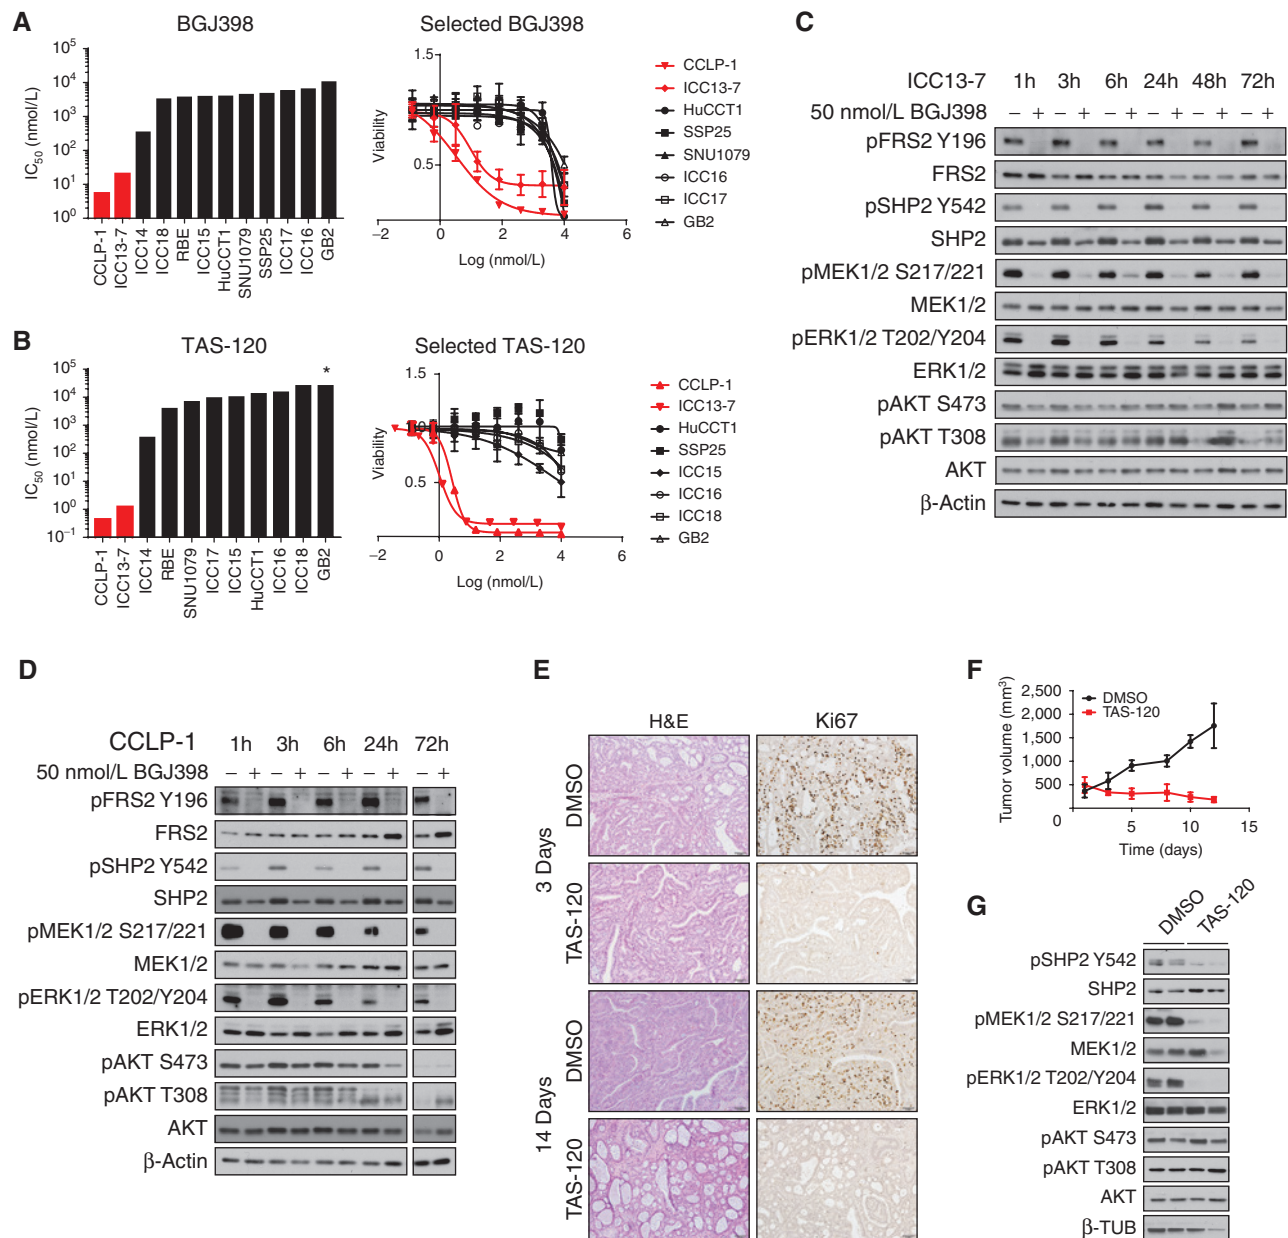 A
BGJ398
IC50 (nmol/L)
10^5
10^4
10^3
10^2
10^1
10^0
CCLP-1
ICC13-7
ICC14
ICC18
RBE
ICC15
HuCCT1
SNU1079
SSP25
ICC17
ICC16
GB2
Selected BGJ398
Viability
1.5
0.5
−2
0
2
4
6
Log (nmol/L)
CCLP-1
ICC13-7
HuCCT1
SSP25
SNU1079
ICC16
ICC17
GB2
B
TAS-120
IC50 (nmol/L)
10^5
10^4
10^3
10^2
10^1
10^0
10^−1
*
CCLP-1
ICC13-7
ICC14
RBE
SNU1079
ICC17
ICC15
HuCCT1
ICC16
ICC18
GB2
Selected TAS-120
Viability
1.5
1.0
0.5
−2
0
2
4
6
Log (nmol/L)
CCLP-1
ICC13-7
HuCCT1
SSP25
ICC15
ICC16
ICC18
GB2
C
ICC13-7 1h 3h 6h 24h 48h 72h
50 nmol/L BGJ398 − + − + − + − + − + − +
pFRS2 Y196
FRS2
pSHP2 Y542
SHP2
pMEK1/2 S217/221
MEK1/2
pERK1/2 T202/Y204
ERK1/2
pAKT S473
pAKT T308
AKT
β-Actin
D
CCLP-1 1h 3h 6h 24h 72h
50 nmol/L BGJ398 − + − + − + − + − +
pFRS2 Y196
FRS2
pSHP2 Y542
SHP2
pMEK1/2 S217/221
MEK1/2
pERK1/2 T202/Y204
ERK1/2
pAKT S473
pAKT T308
AKT
β-Actin
E
H&E Ki67
3 Days
DMSO
TAS-120
14 Days
DMSO
TAS-120
F
Tumor volume (mm3)
2,500
2,000
1,500
1,000
500
0
5 10 15
Time (days)
DMSO
TAS-120
G
DMSO TAS-120
pSHP2 Y542
SHP2
pMEK1/2 S217/221
MEK1/2
pERK1/2 T202/Y204
ERK1/2
pAKT S473
pAKT T308
AKT
β-TUB